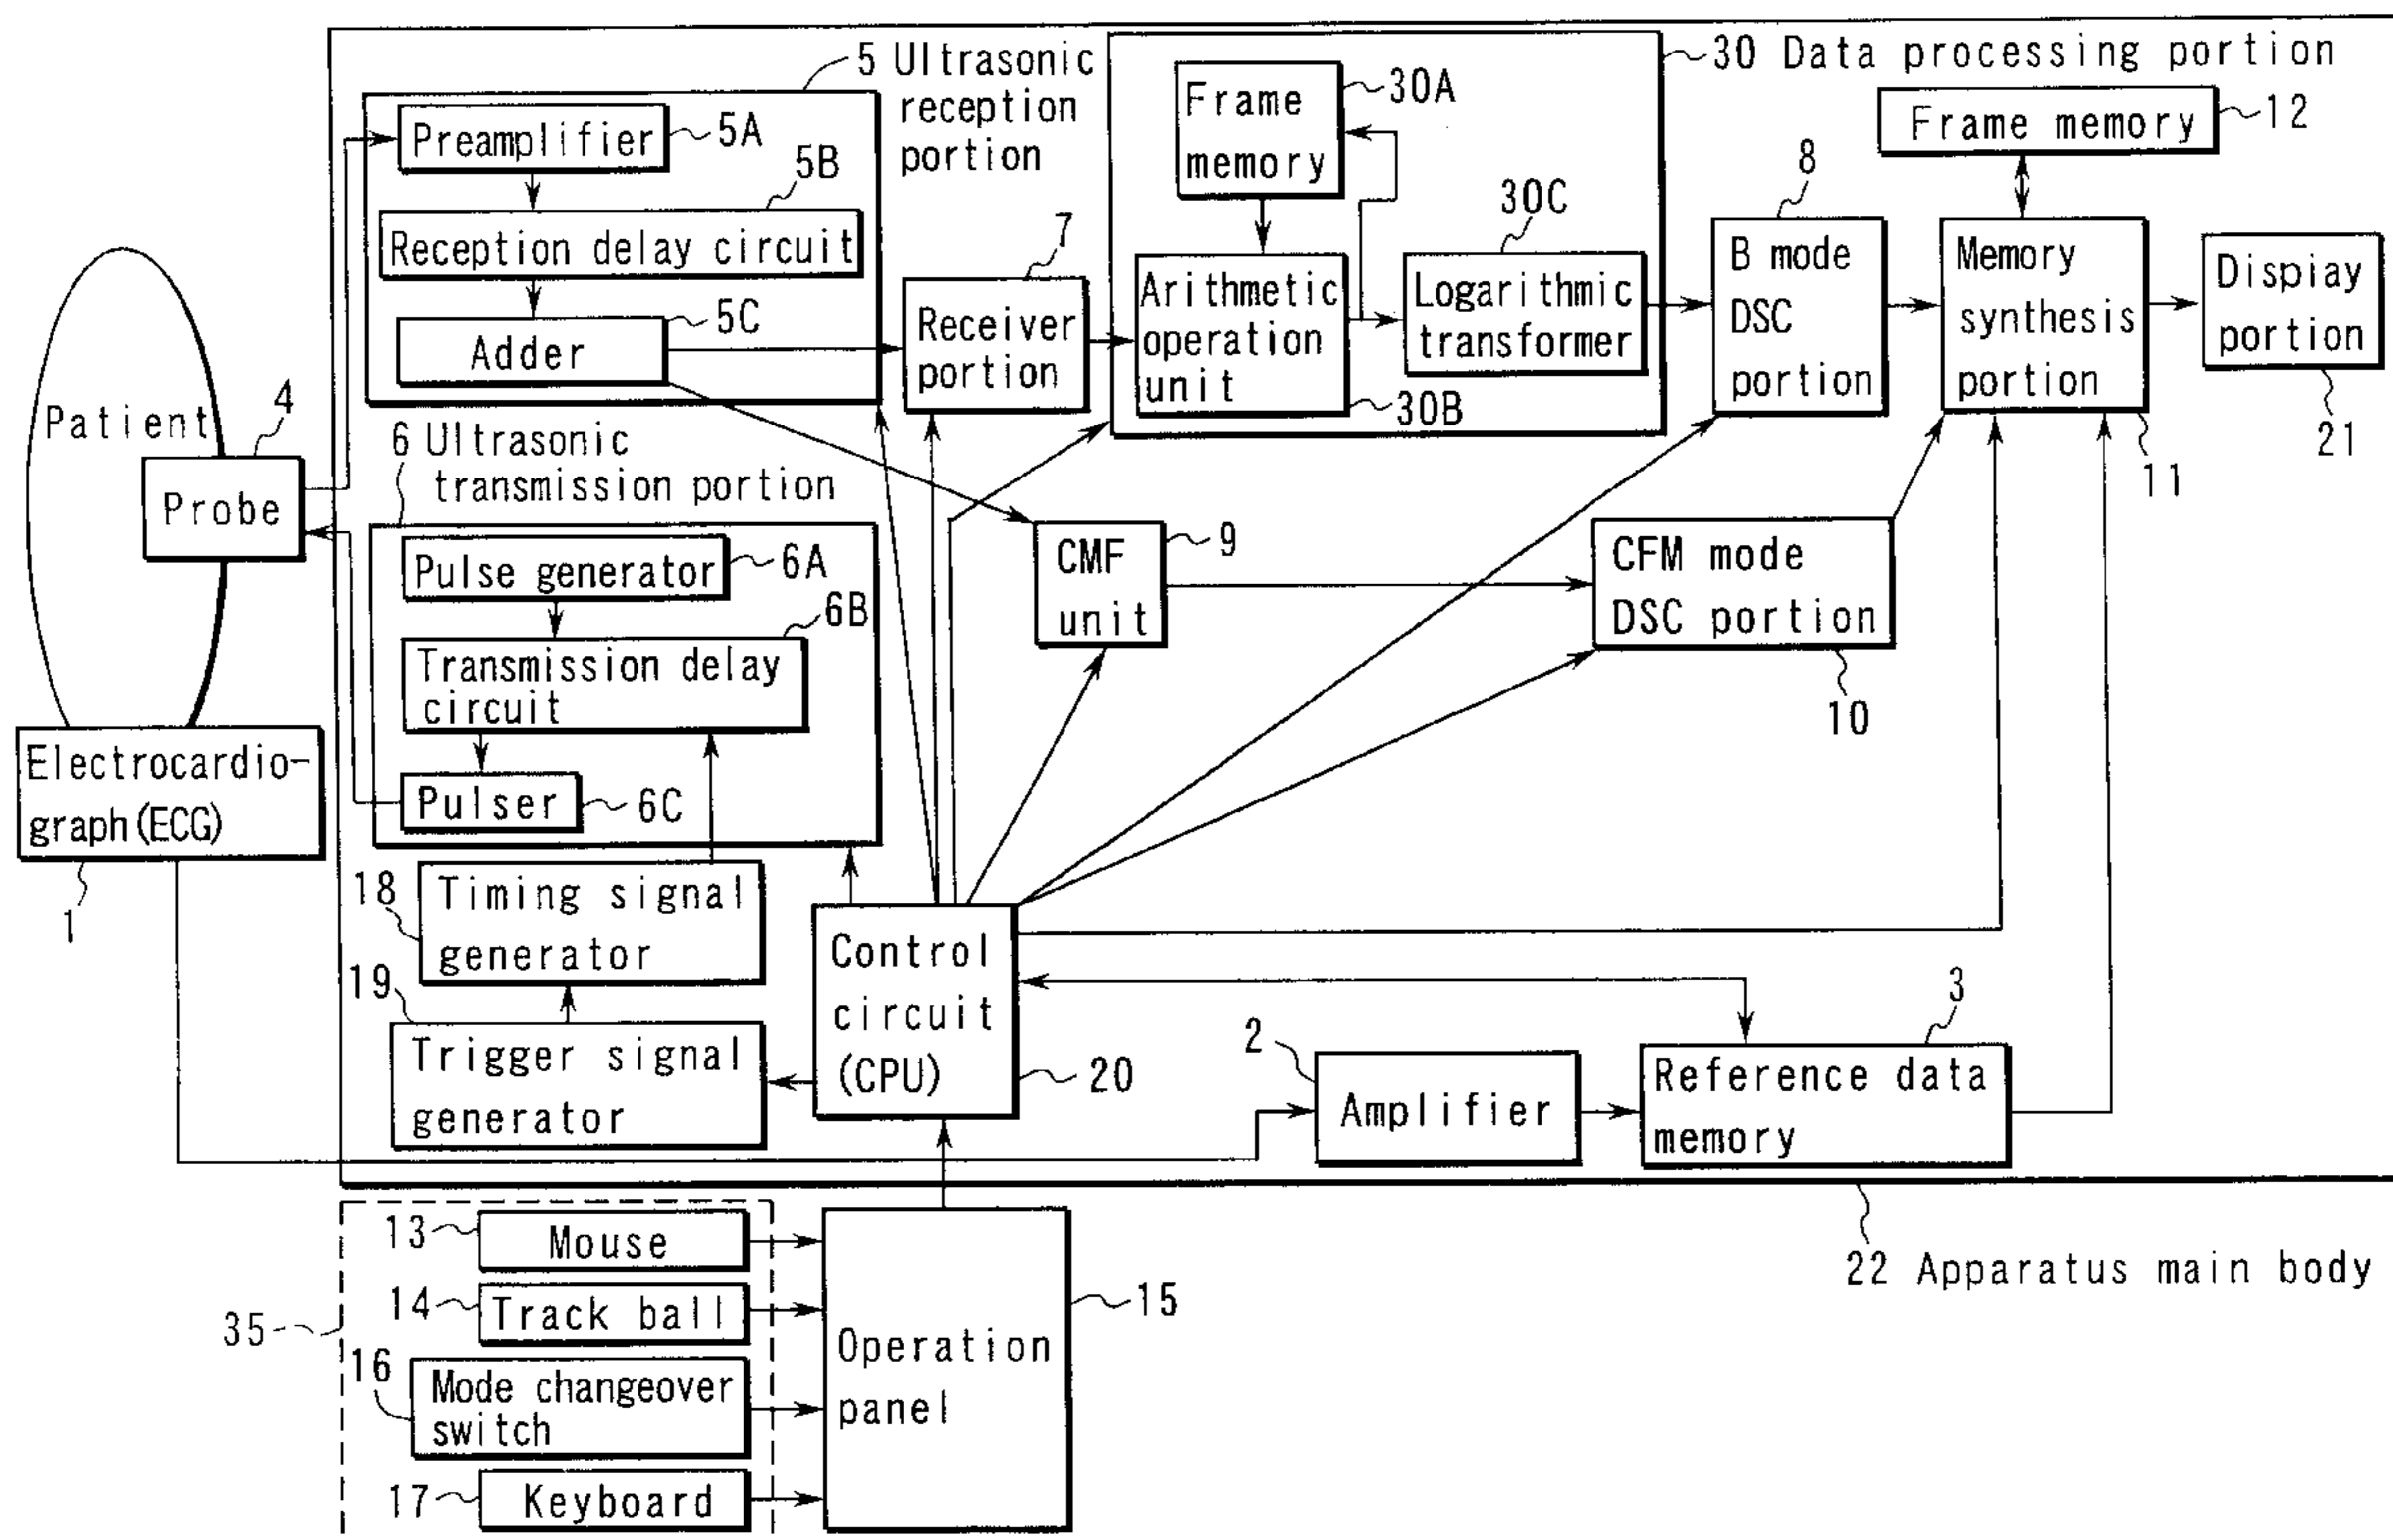 5 Ultrasonic
reception
portion
Preamplifier
5A
5B
Reception delay circuit
5C
Adder
30 Data processing portion
Frame
memory
30A
30C
Arithmetic
operation
unit
30B
Logarithmic
transformer
7
Receiver
portion
8
B mode
DSC
portion
Frame memory
12
Memory
synthesis
portion
11
Display
portion
21
Patient
4
Probe
6 Ultrasonic
transmission portion
Pulse generator
6A
6B
Transmission delay
circuit
Pulser
6C
CMF
unit
9
CFM mode
DSC portion
10
Electrocardio-
graph(ECG)
1
18
Timing signal
generator
19
Trigger signal
generator
Control
circuit
(CPU)
20
2
Amplifier
3
Reference data
memory
22 Apparatus main body
13
Mouse
14
Track ball
35
16
Mode changeover
switch
17
Keyboard
Operation
panel
15